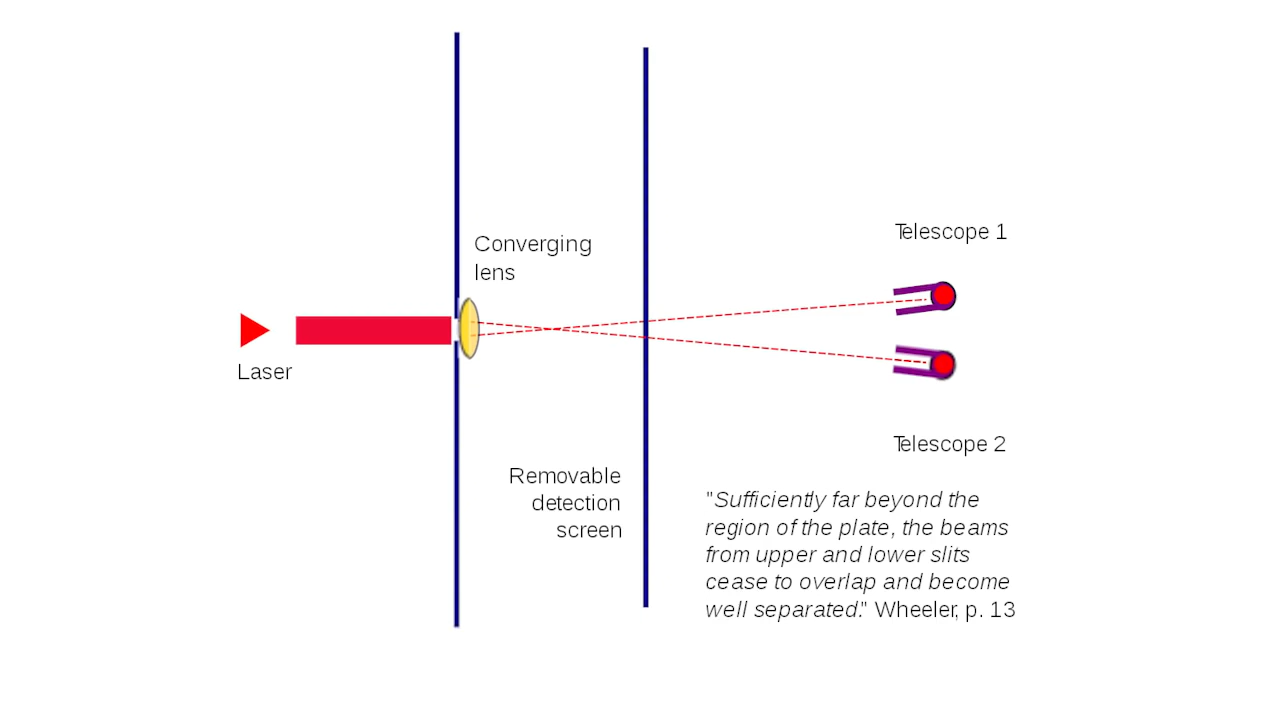 Telescope 1
Converging
lens
Laser
Telescope 2
Removable
detection
screen
"Sufficiently far beyond the
region of the plate, the beams
from upper and lower slits
cease to overlap and become
well separated." Wheeler, p. 13